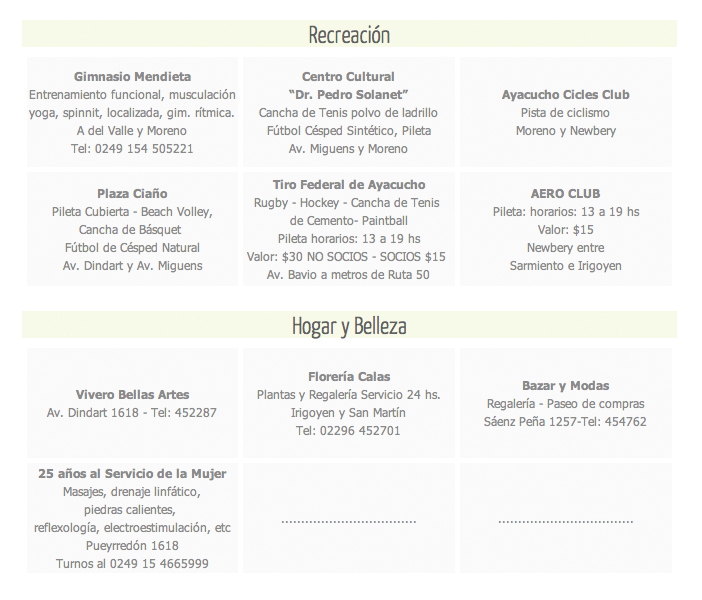 Recreación
Gimnasio Mendieta
Entrenamiento funcional, musculación
yoga, spinnit, localizada, gim. rítmica.
A del Valle y Moreno
Tel: 0249 154 505221
Centro Cultural
“Dr. Pedro Solanet”
Cancha de Tenis polvo de ladrillo
Fútbol Césped Sintético, Pileta
Av. Miguens y Moreno
Ayacucho Cicles Club
Pista de ciclismo
Moreno y Newbery
Plaza Ciaño
Pileta Cubierta - Beach Volley,
Cancha de Básquet
Fútbol de Césped Natural
Av. Dindart y Av. Miguens
Tiro Federal de Ayacucho
Rugby - Hockey - Cancha de Tenis
de Cemento- Paintball
Pileta horarios: 13 a 19 hs
Valor: $30 NO SOCIOS - SOCIOS $15
Av. Bavio a metros de Ruta 50
AERO CLUB
Pileta: horarios: 13 a 19 hs
Valor: $15
Newbery entre
Sarmiento e Irigoyen
Hogar y Belleza
Vivero Bellas Artes
Av. Dindart 1618 - Tel: 452287
Florería Calas
Plantas y Regalería Servicio 24 hs.
Irigoyen y San Martín
Tel: 02296 452701
Bazar y Modas
Regalería - Paseo de compras
Sáenz Peña 1257-Tel: 454762
25 años al Servicio de la Mujer
Masajes, drenaje linfático,
piedras calientes,
reflexología, electroestimulación, etc
Pueyrredón 1618
Turnos al 0249 15 4665999
..................................
..................................